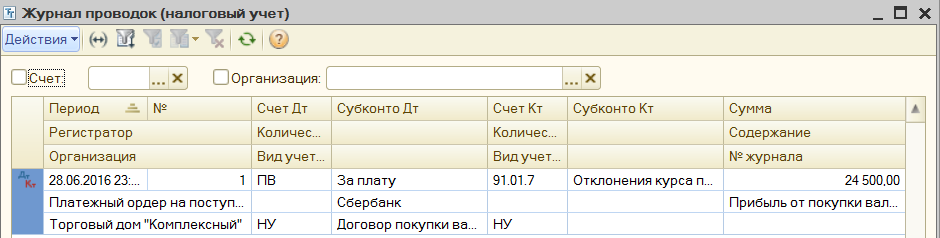 Журнал проводок (налоговый учет)
Действия
Счет: ... Организация: ...
Период № Счет Дт Субконто Дт Счет Кт Субконто Кт Сумма
Регистратор Количес... Количес... Содержание
Организация Вид учет... Вид учет... № журнала
Дт Кт 28.06.2016 23:... 1 ПВ За плату 91.01.7 Отклонения курса п... 24 500,00
Платежный ордер на поступ... Сбербанк Прибыль от покупки вал...
Торговый дом "Комплексный" НУ Договор покупки ва... НУ